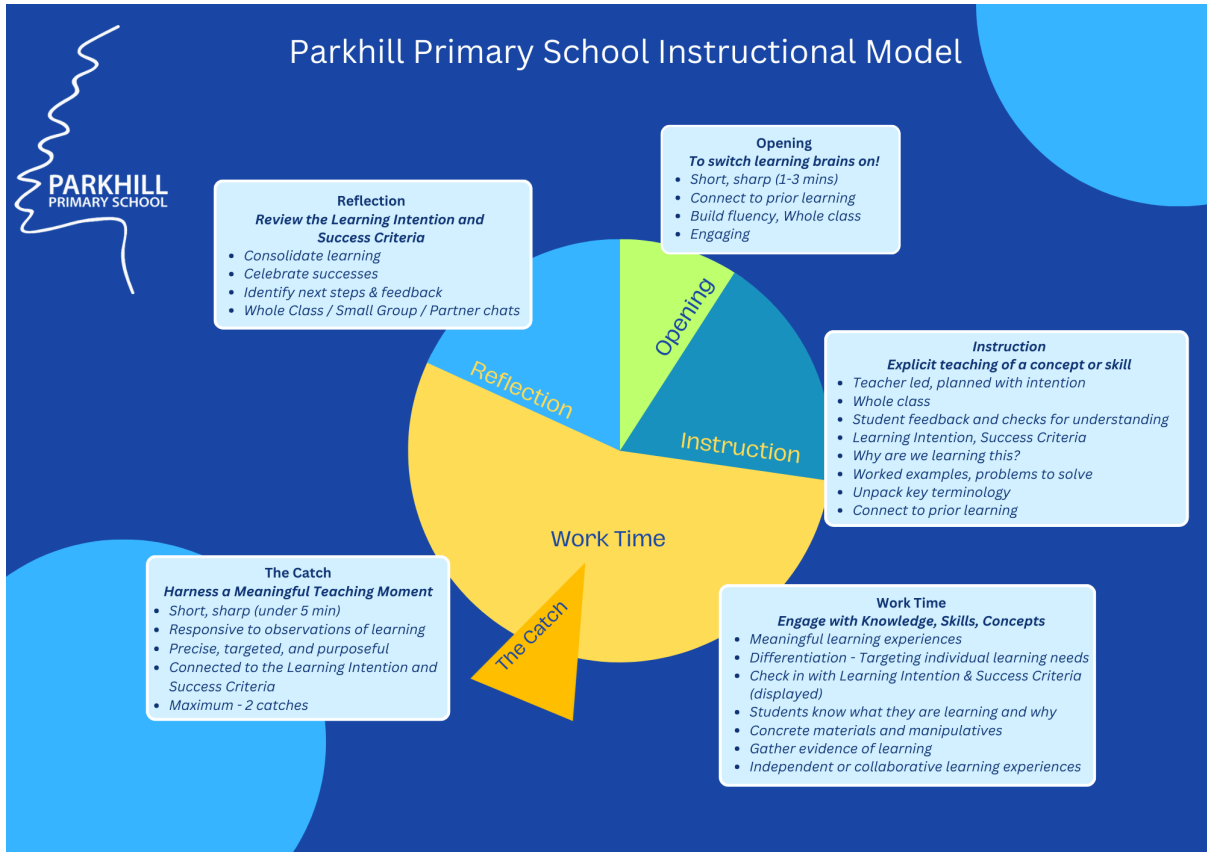 Parkhill Primary School Instructional Model
PARKHILL
PRIMARY SCHOOL
Opening
To switch learning brains on!
• Short, sharp (1-3 mins)
• Connect to prior learning
• Build fluency, Whole class
• Engaging
Reflection
Review the Learning Intention and
Success Criteria
• Consolidate learning
• Celebrate successes
• Identify next steps & feedback
• Whole Class / Small Group / Partner chats
Opening
Reflection
Instruction
Work Time
The Catch
Instruction
Explicit teaching of a concept or skill
• Teacher led, planned with intention
• Whole class
• Student feedback and checks for understanding
• Learning Intention, Success Criteria
• Why are we learning this?
• Worked examples, problems to solve
• Unpack key terminology
• Connect to prior learning
The Catch
Harness a Meaningful Teaching Moment
• Short, sharp (under 5 min)
• Responsive to observations of learning
• Precise, targeted, and purposeful
• Connected to the Learning Intention and
Success Criteria
• Maximum - 2 catches
Work Time
Engage with Knowledge, Skills, Concepts
• Meaningful learning experiences
• Differentiation - Targeting individual learning needs
• Check in with Learning Intention & Success Criteria
(displayed)
• Students know what they are learning and why
• Concrete materials and manipulatives
• Gather evidence of learning
• Independent or collaborative learning experiences